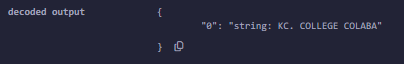 decoded output {
"0": "string: KC. COLLEGE COLABA"
}